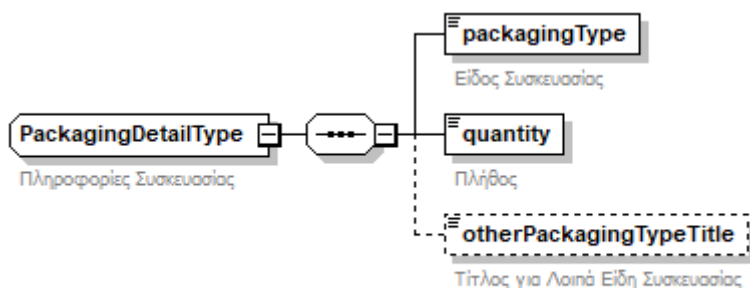 packagingType
Είδος Συσκευασίας
PackagingDetailType
Πληροφορίες Συσκευασίας
quantity
Πλήθος
otherPackagingTypeTitle
Τίτλος για Λοιπά Είδη Συσκευασίας